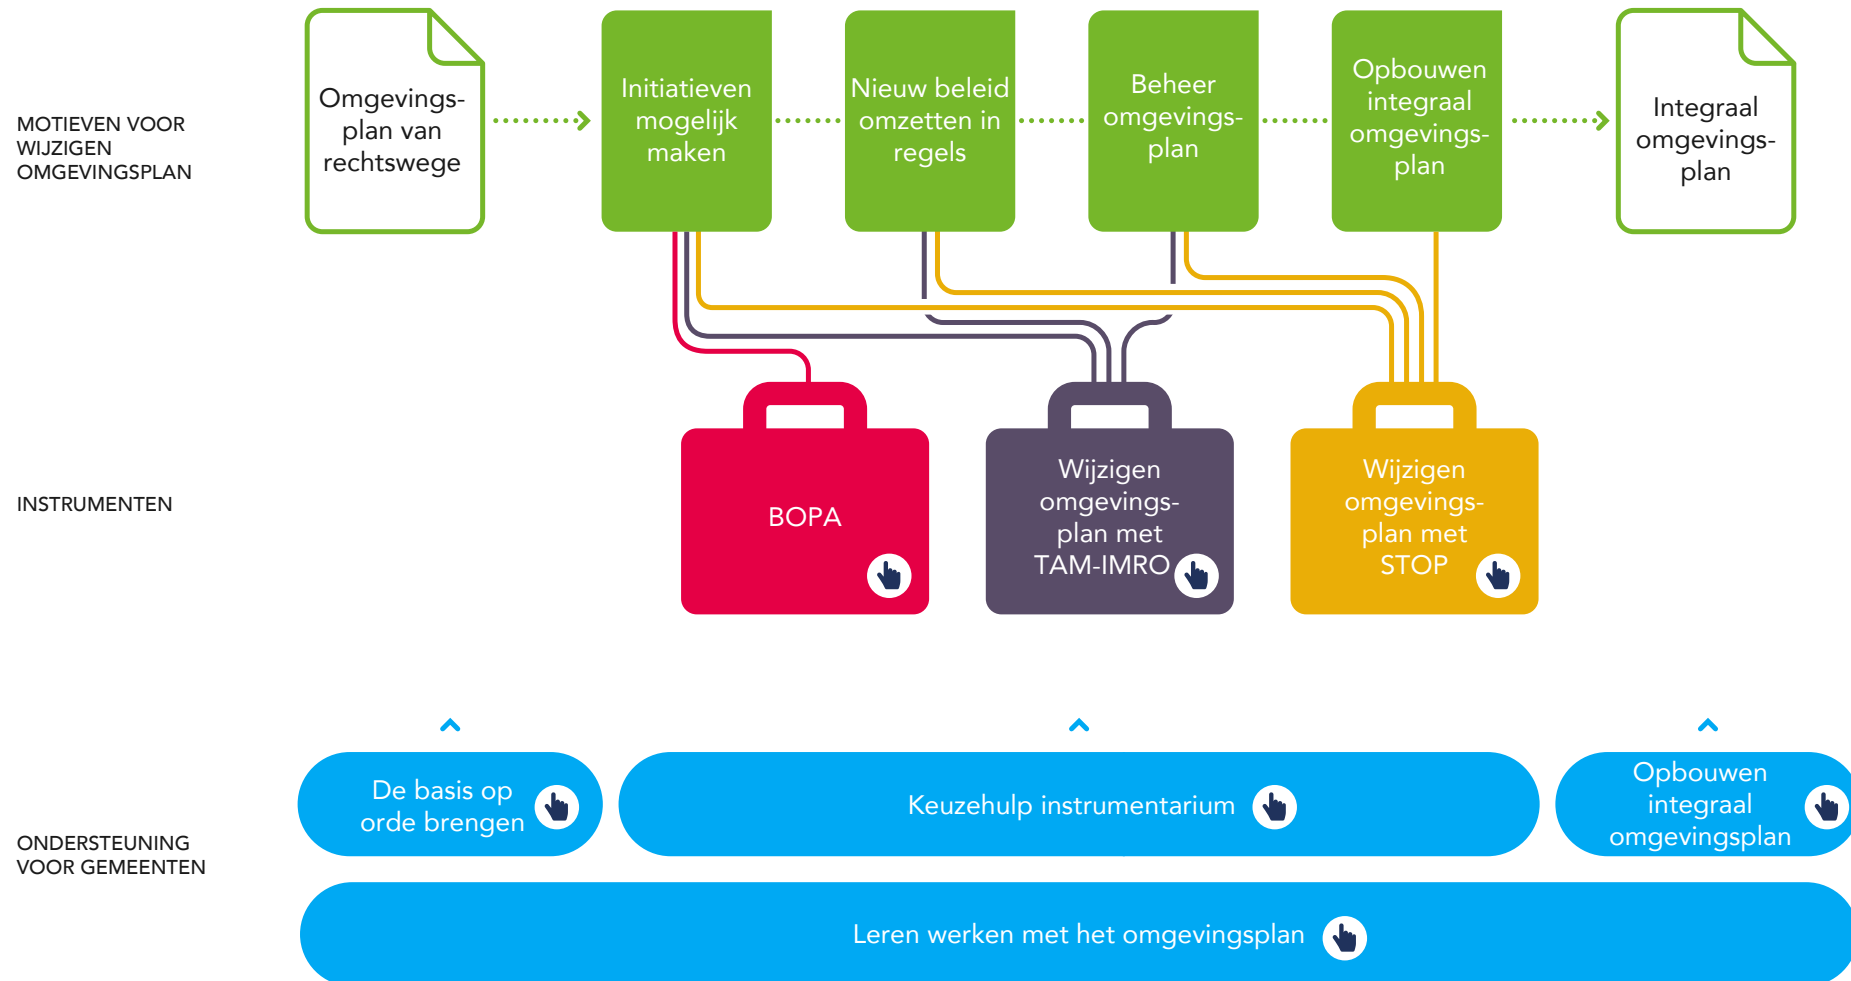 MOTIEVEN VOOR
WIJZIGEN
OMGEVINGSPLAN
Omgevings-
plan van
rechtswege
Initiatieven
mogelijk
maken
Nieuw beleid
omzetten in
regels
Beheer
omgevings-
plan
Opbouwen
integraal
omgevings-
plan
Integraal
omgevings-
plan
INSTRUMENTEN
BOPA
Wijzigen
omgevings-
plan met
TAM-IMRO
Wijzigen
omgevings-
plan met
STOP
ONDERSTEUNING
VOOR GEMEENTEN
De basis op
orde brengen
Keuzehulp instrumentarium
Opbouwen
integraal
omgevingsplan
Leren werken met het omgevingsplan